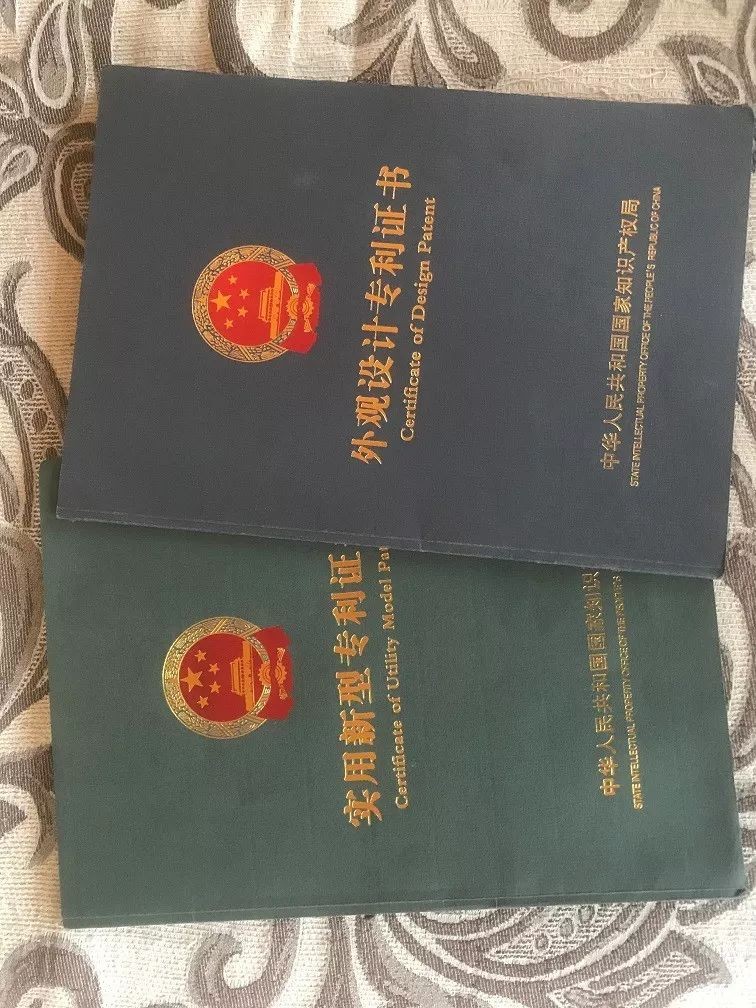 外观设计专利证书
Certificate of Design Patent
中华人民共和国国家知识产权局
STATE INTELLECTUAL PROPERTY OFFICE OF THE PEOPLE'S REPUBLIC OF CHINA
实用新型专利证
Certificate of Utility Model Pa
中华人民共和国国家知识
STATE INTELLECTUAL PROPERTY OFFICE OF THE PEOPLE'S